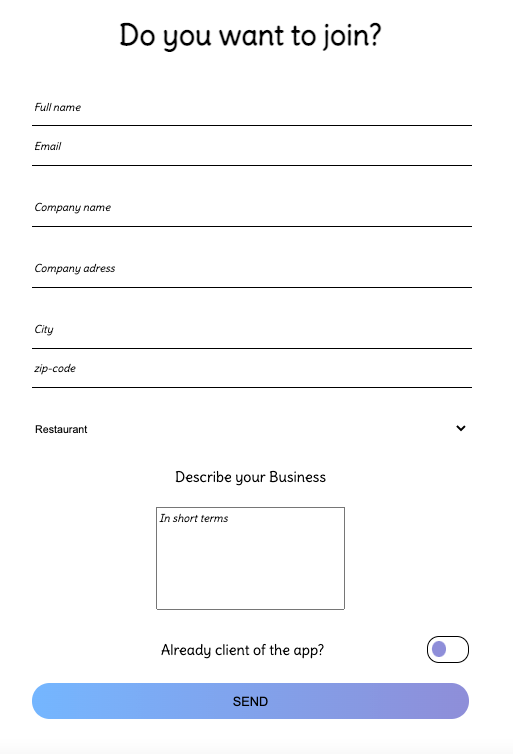 Do you want to join?
Full name
Email
Company name
Company adress
City
zip-code
Restaurant
Describe your Business
In short terms
Already client of the app?
SEND